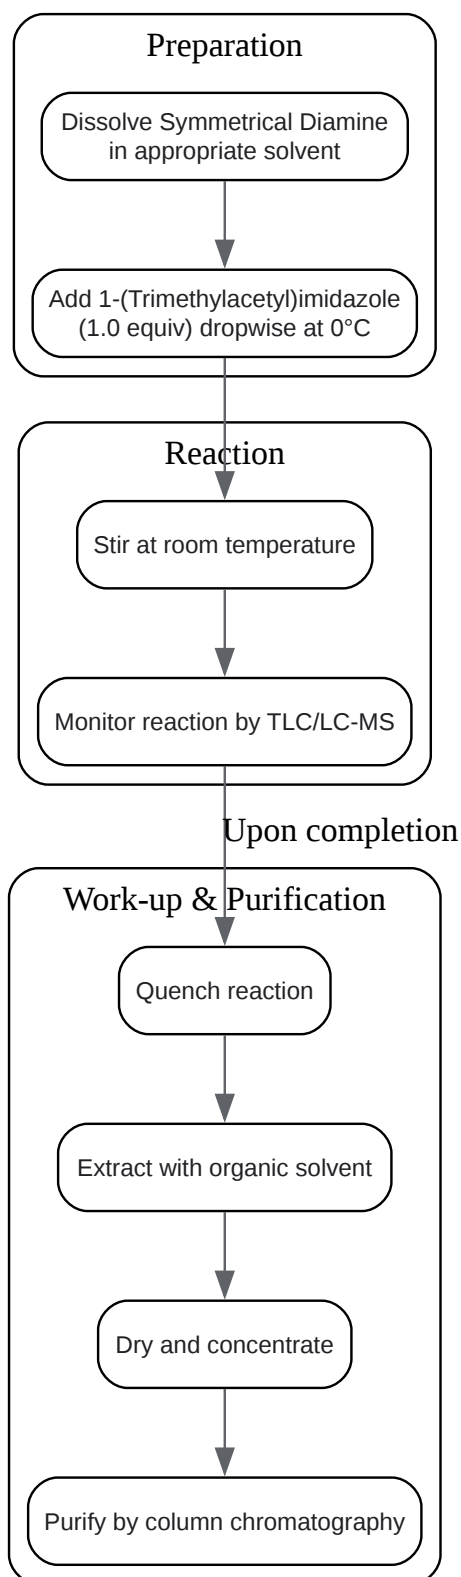 Preparation
Dissolve Symmetrical Diamine
in appropriate solvent
Add 1-(Trimethylacetyl)imidazole
(1.0 equiv) dropwise at 0°C
Reaction
Stir at room temperature
Monitor reaction by TLC/LC-MS
Upon completion
Work-up & Purification
Quench reaction
Extract with organic solvent
Dry and concentrate
Purify by column chromatography